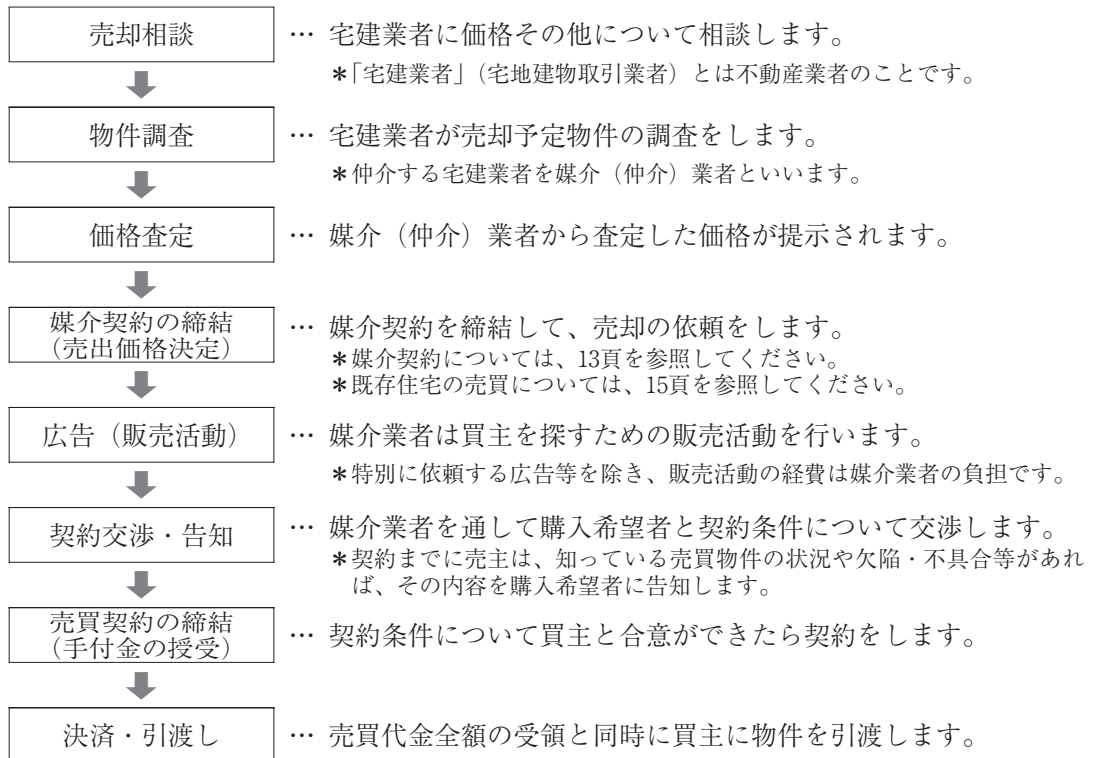 売却相談 … 宅建業者に価格その他について相談します。
＊「宅建業者」（宅地建物取引業者）とは不動産業者のことです。
物件調査 … 宅建業者が売却予定物件の調査をします。
＊仲介する宅建業者を媒介（仲介）業者といいます。
価格査定 … 媒介（仲介）業者から査定した価格が提示されます。
媒介契約の締結
（売出価格決定）
… 媒介契約を締結して、売却の依頼をします。
＊媒介契約については、13頁を参照してください。
＊既存住宅の売買については、15頁を参照してください。
広告（販売活動） … 媒介業者は買主を探すための販売活動を行います。
＊特別に依頼する広告等を除き、販売活動の経費は媒介業者の負担です。
契約交渉・告知 … 媒介業者を通して購入希望者と契約条件について交渉します。
＊契約までに売主は、知っている売買物件の状況や欠陥・不具合等があれ
ば、その内容を購入希望者に告知します。
売買契約の締結
（手付金の授受）
… 契約条件について買主と合意ができたら契約をします。
決済・引渡し … 売買代金全額の受領と同時に買主に物件を引渡します。